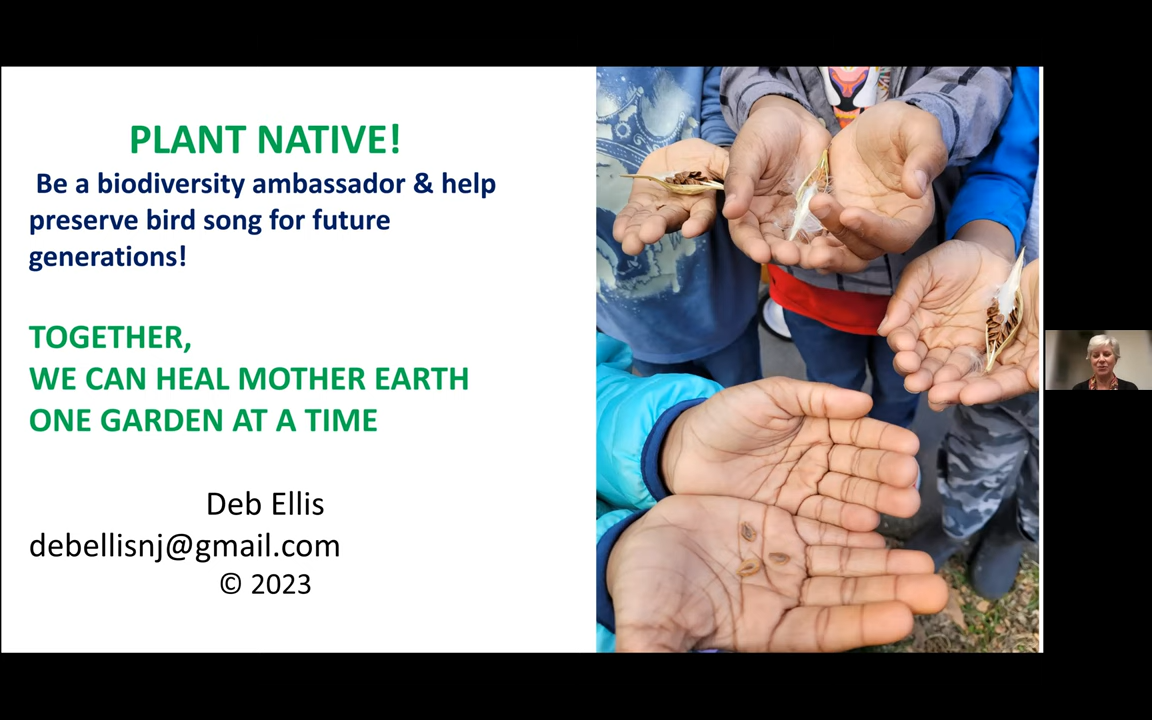 PLANT NATIVE!
Be a biodiversity ambassador & help
preserve bird song for future
generations!
TOGETHER,
WE CAN HEAL MOTHER EARTH
ONE GARDEN AT A TIME
Deb Ellis
debellisnj@gmail.com
© 2023